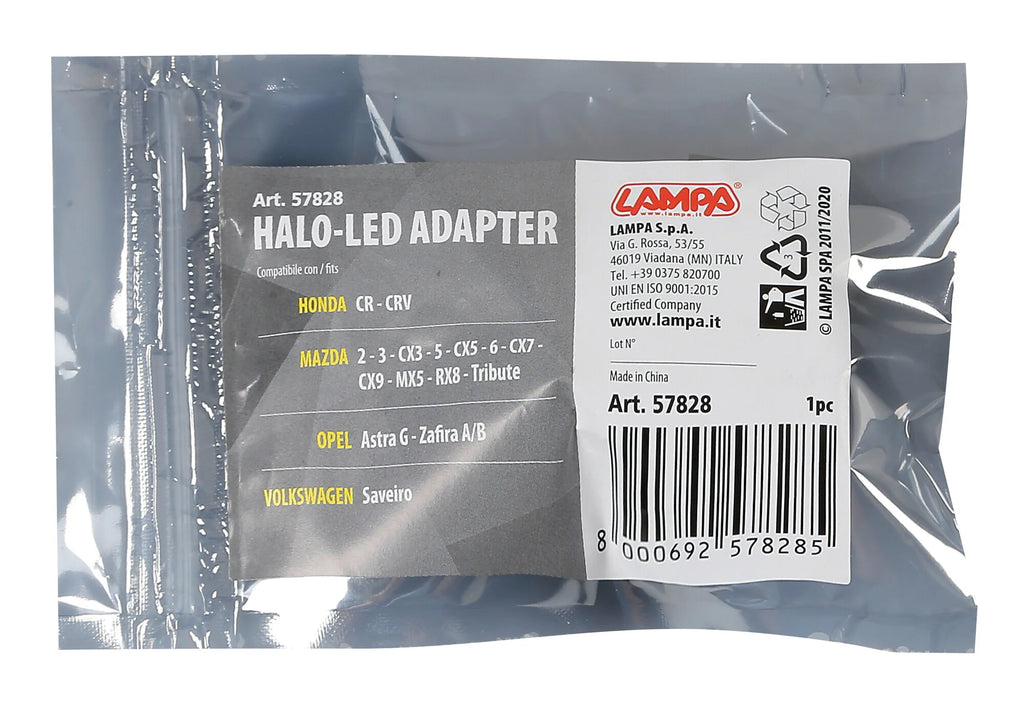 Art. 57828
HALO-LED ADAPTER
Compatibile con / fits
HONDA CR - CRV
MAZDA 2 - 3 - CX3 - 5 - CX5 - 6 - CX7 -
CX9 - MX5 - RX8 - Tribute
OPEL Astra G - Zafira A/B
VOLKSWAGEN Saveiro
LAMPA®
www.lampa.it
LAMPA S.p.A.
Via G. Rossa, 53/55
46019 Viadana (MN) ITALY
Tel. +39 0375 820700
UNI EN ISO 9001:2015
Certified Company
www.lampa.it
Lot N°
3
© LAMPA SPA 2017/2020
Made in China
Art. 57828 1pc
8 000692 578285